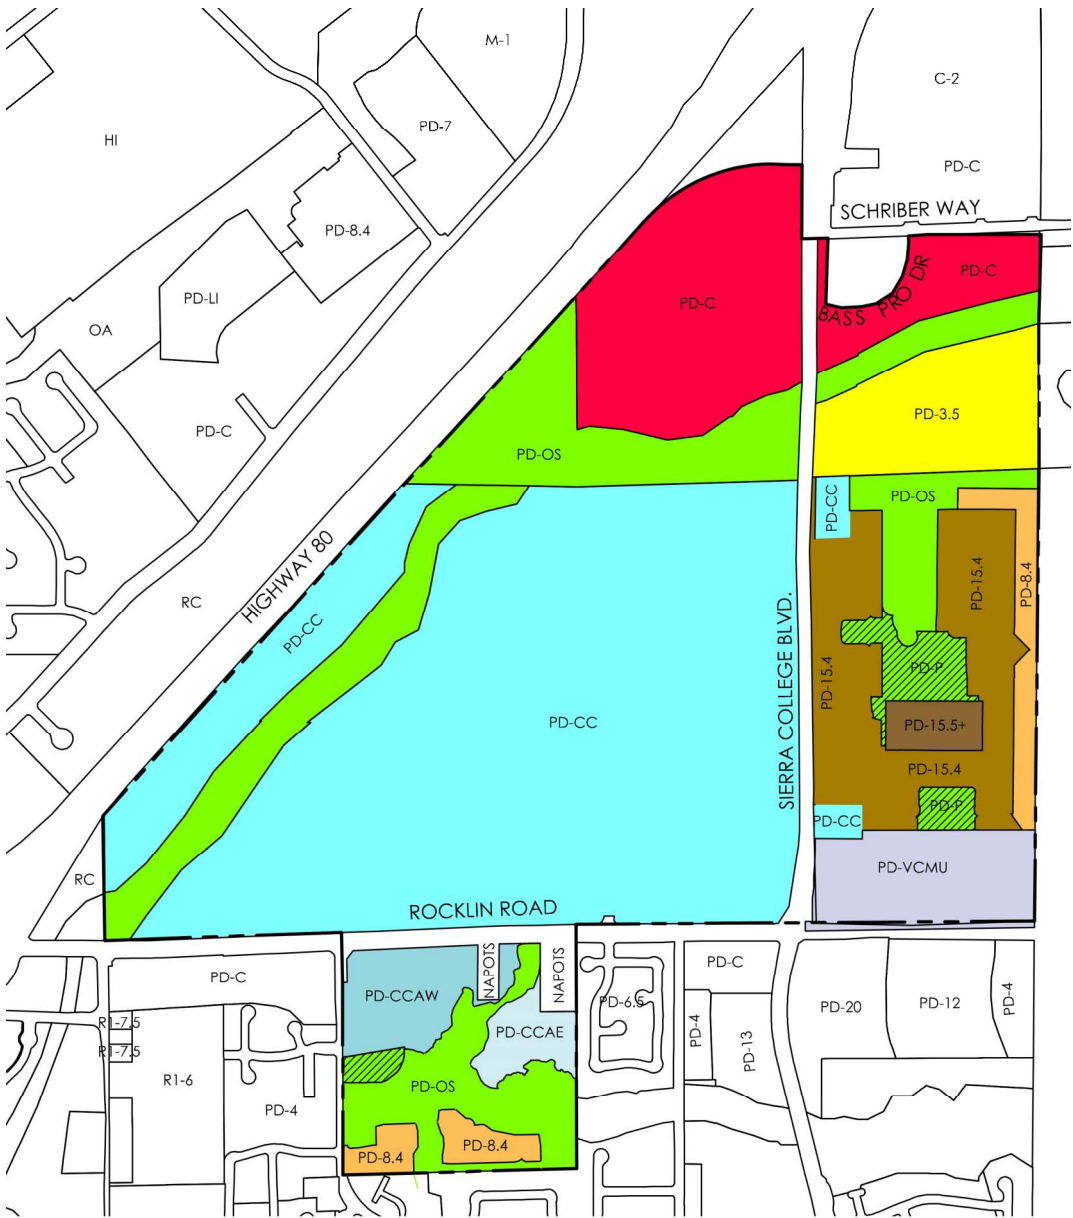 M-1
C-2
PD-7
HI
PD-C
SCHRIBER WAY
PD-8.4
PD-C
PD-LI
PD-C
BASS PRO DR
OA
PD-3.5
PD-C
PD-OS
PD-CC
PD-OS
HIGHWAY 80
PD-15.4
PD-8.4
RC
PD-CC
SIERRA COLLEGE BLVD.
PD-15.4
PD-P
PD-CC
PD-15.5+
PD-15.4
PD-P
PD-CC
PD-VCMU
RC
ROCKLIN ROAD
PD-C
NAPOTS
NAPOTS
PD-C
PD-CCAW
PD-6.5
PD-20
PD-12
PD-4
R1-7.5
PD-CCAE
PD-4
PD-13
R1-7.5
R1-6
PD-OS
PD-4
PD-8.4
PD-8.4